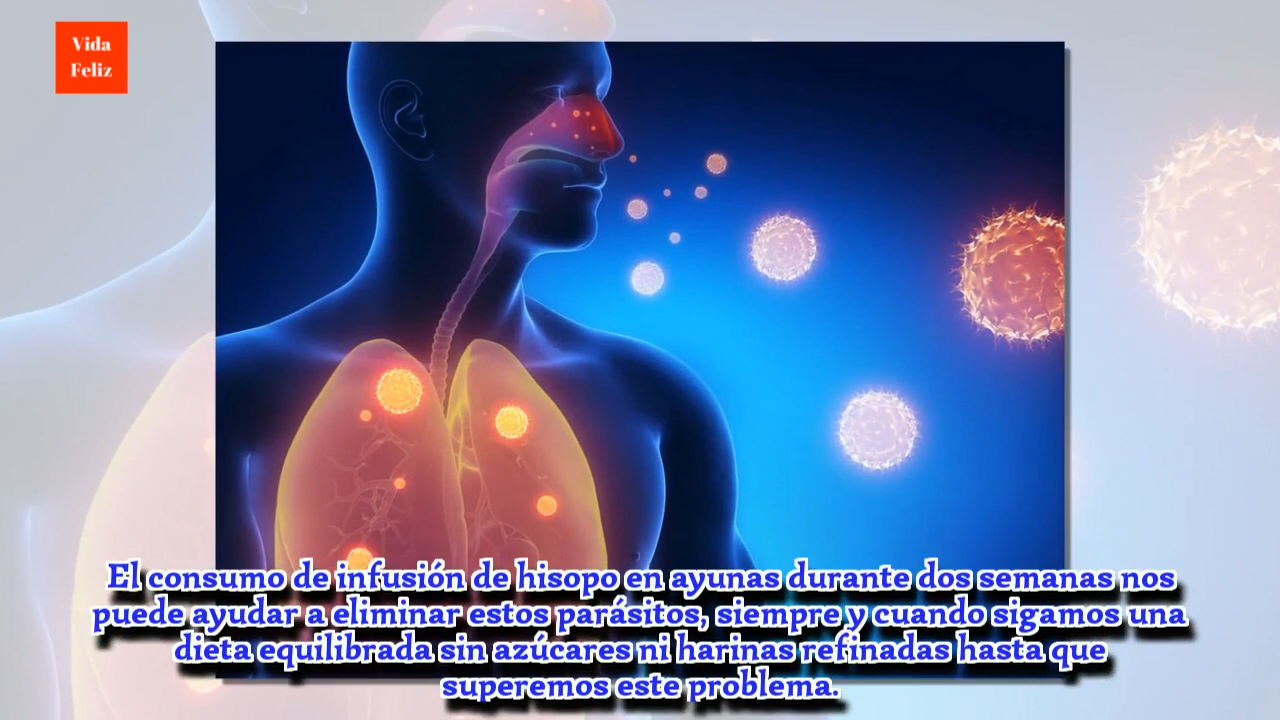 Vida
Feliz
El consumo de infusión de hisopo en ayunas durante dos semanas nos
puede ayudar a eliminar estos parásitos, siempre y cuando sigamos una
dieta equilibrada sin azúcares ni harinas refinadas hasta que
superemos este problema.